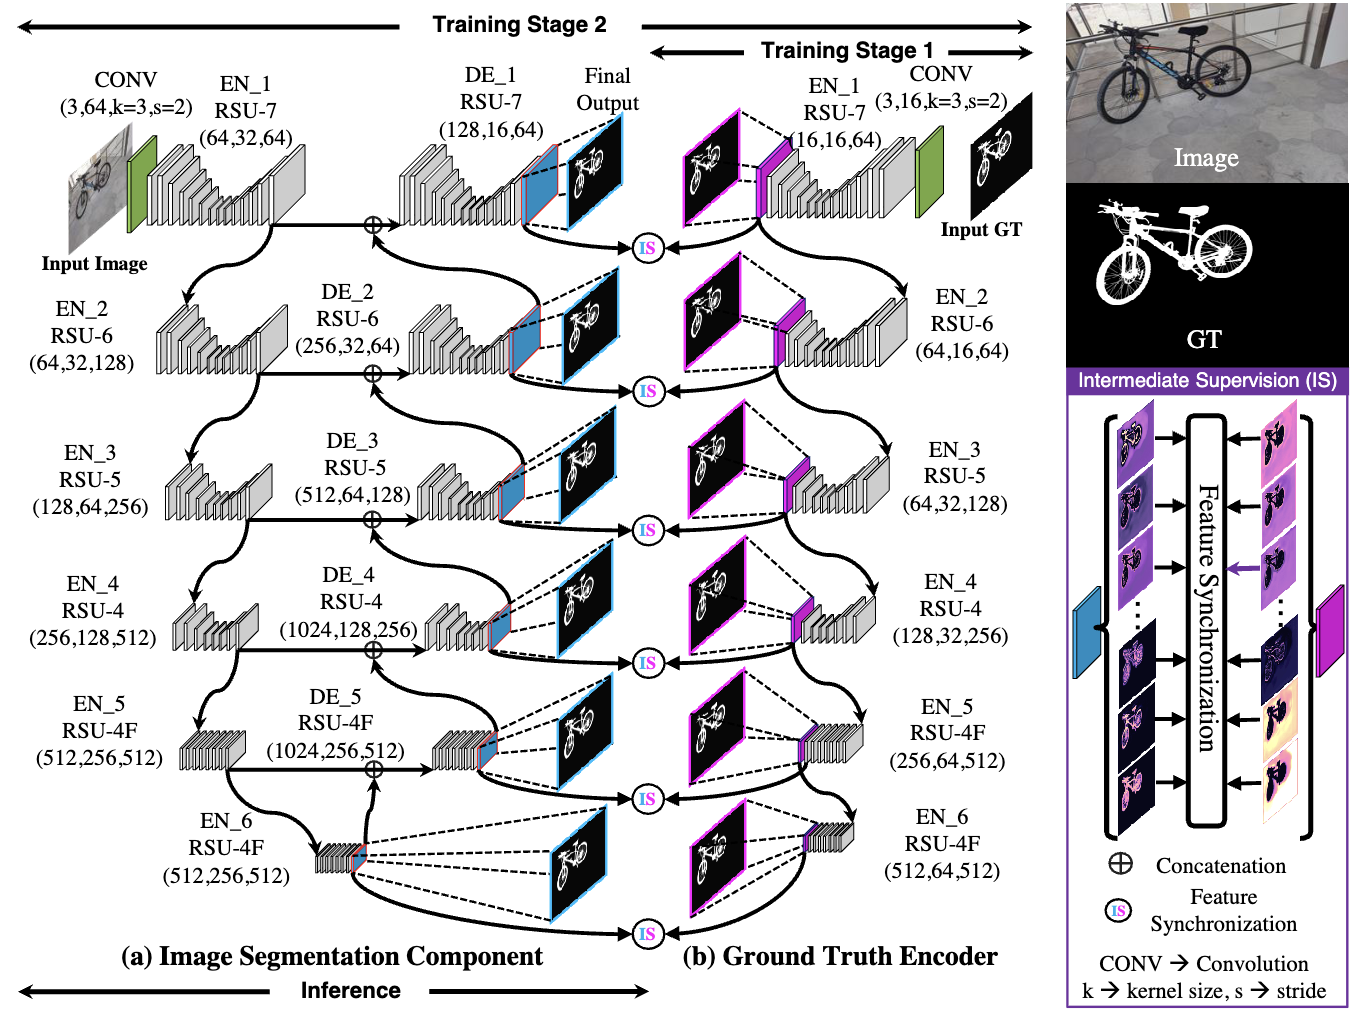 Training Stage 2
Training Stage 1
CONV
(3,64,k=3,s=2)
EN_1
RSU-7
(64,32,64)
DE_1
RSU-7
(128,16,64)
Final
Output
EN_1
RSU-7
(16,16,64)
CONV
(3,16,k=3,s=2)
Input Image
Input GT
IS
EN_2
RSU-6
(64,32,128)
DE_2
RSU-6
(256,32,64)
EN_2
RSU-6
(64,16,64)
IS
EN_3
RSU-5
(128,64,256)
DE_3
RSU-5
(512,64,128)
EN_3
RSU-5
(64,32,128)
IS
EN_4
RSU-4
(256,128,512)
DE_4
RSU-4
(1024,128,256)
EN_4
RSU-4
(128,32,256)
IS
EN_5
RSU-4F
(512,256,512)
DE_5
RSU-4F
(1024,256,512)
EN_5
RSU-4F
(256,64,512)
IS
EN_6
RSU-4F
(512,256,512)
EN_6
RSU-4F
(512,64,512)
IS
(a) Image Segmentation Component
(b) Ground Truth Encoder
Inference
Image
GT
Intermediate Supervision (IS)
Feature Synchronization
Concatenation
IS
Feature
Synchronization
CONV → Convolution
k → kernel size, s → stride